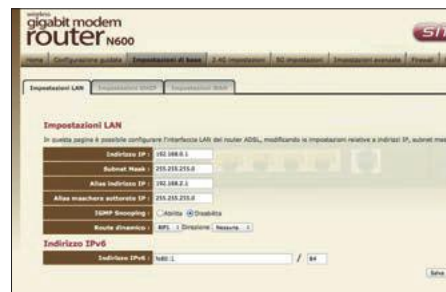 wireless
gigabit modem
router N600
Home Configurazione guidata Impostazioni di base 2.4G impostazioni 5G impostazioni Impostazioni avanzate Firewall
Impostazioni LAN Impostazioni DHCP Impostazioni WAN
Impostazioni LAN
In questa pagina è possibile configurare l'interfaccia LAN del router ADSL, modificando le impostazioni relative a indirizzi IP, subnet
Indirizzo IP : 192.168.0.1
Subnet Mask : 255.255.255.0
Alias indirizzo IP : 192.168.2.1
Alias maschera sottorete IP : 255.255.255.0
IGMP Snooping : Abilita Disabilita
Route dinamico : RIP1 Direzione Nessuna
Indirizzo IPv6
Indirizzo IPv6 : fe80::1 / 64
Salva